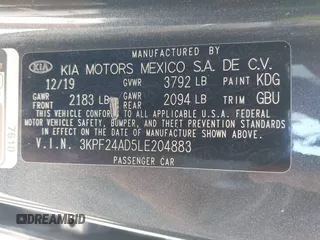 MANUFACTURED BY
KIA KIA MOTORS MEXICO S.A. DE C.V.
12/19 GVWR 3792 LB PAINT KDG
GAWR FRONT 2183 LB GAWR REAR 2094 LB TRIM GBU
THIS VEHICLE CONFORMS TO ALL APPLICABLE U.S. FEDERAL
MOTOR VEHICLE SAFETY, BUMPER, AND THEFT PREVENTION STANDARDS
IN EFFECT ON THE DATE OF MANUFACTURE SHOWN ABOVE.
V.I.N. 3KPF24AD5LE204883
PASSENGER CAR
DREAMBID